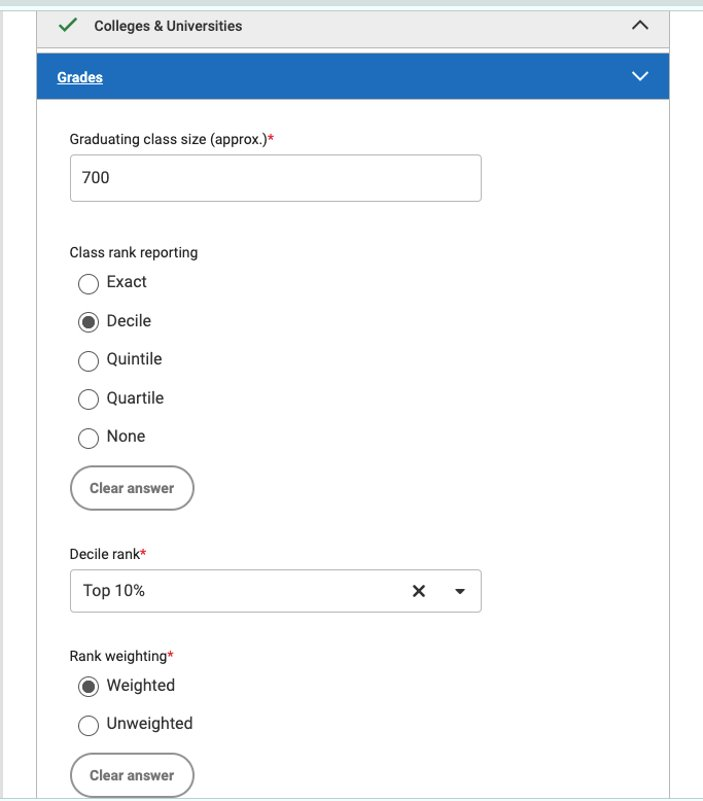 Colleges & Universities
Grades
Graduating class size (approx.)*
700
Class rank reporting
Exact
Decile
Quintile
Quartile
None
Clear answer
Decile rank*
Top 10%
Rank weighting*
Weighted
Unweighted
Clear answer